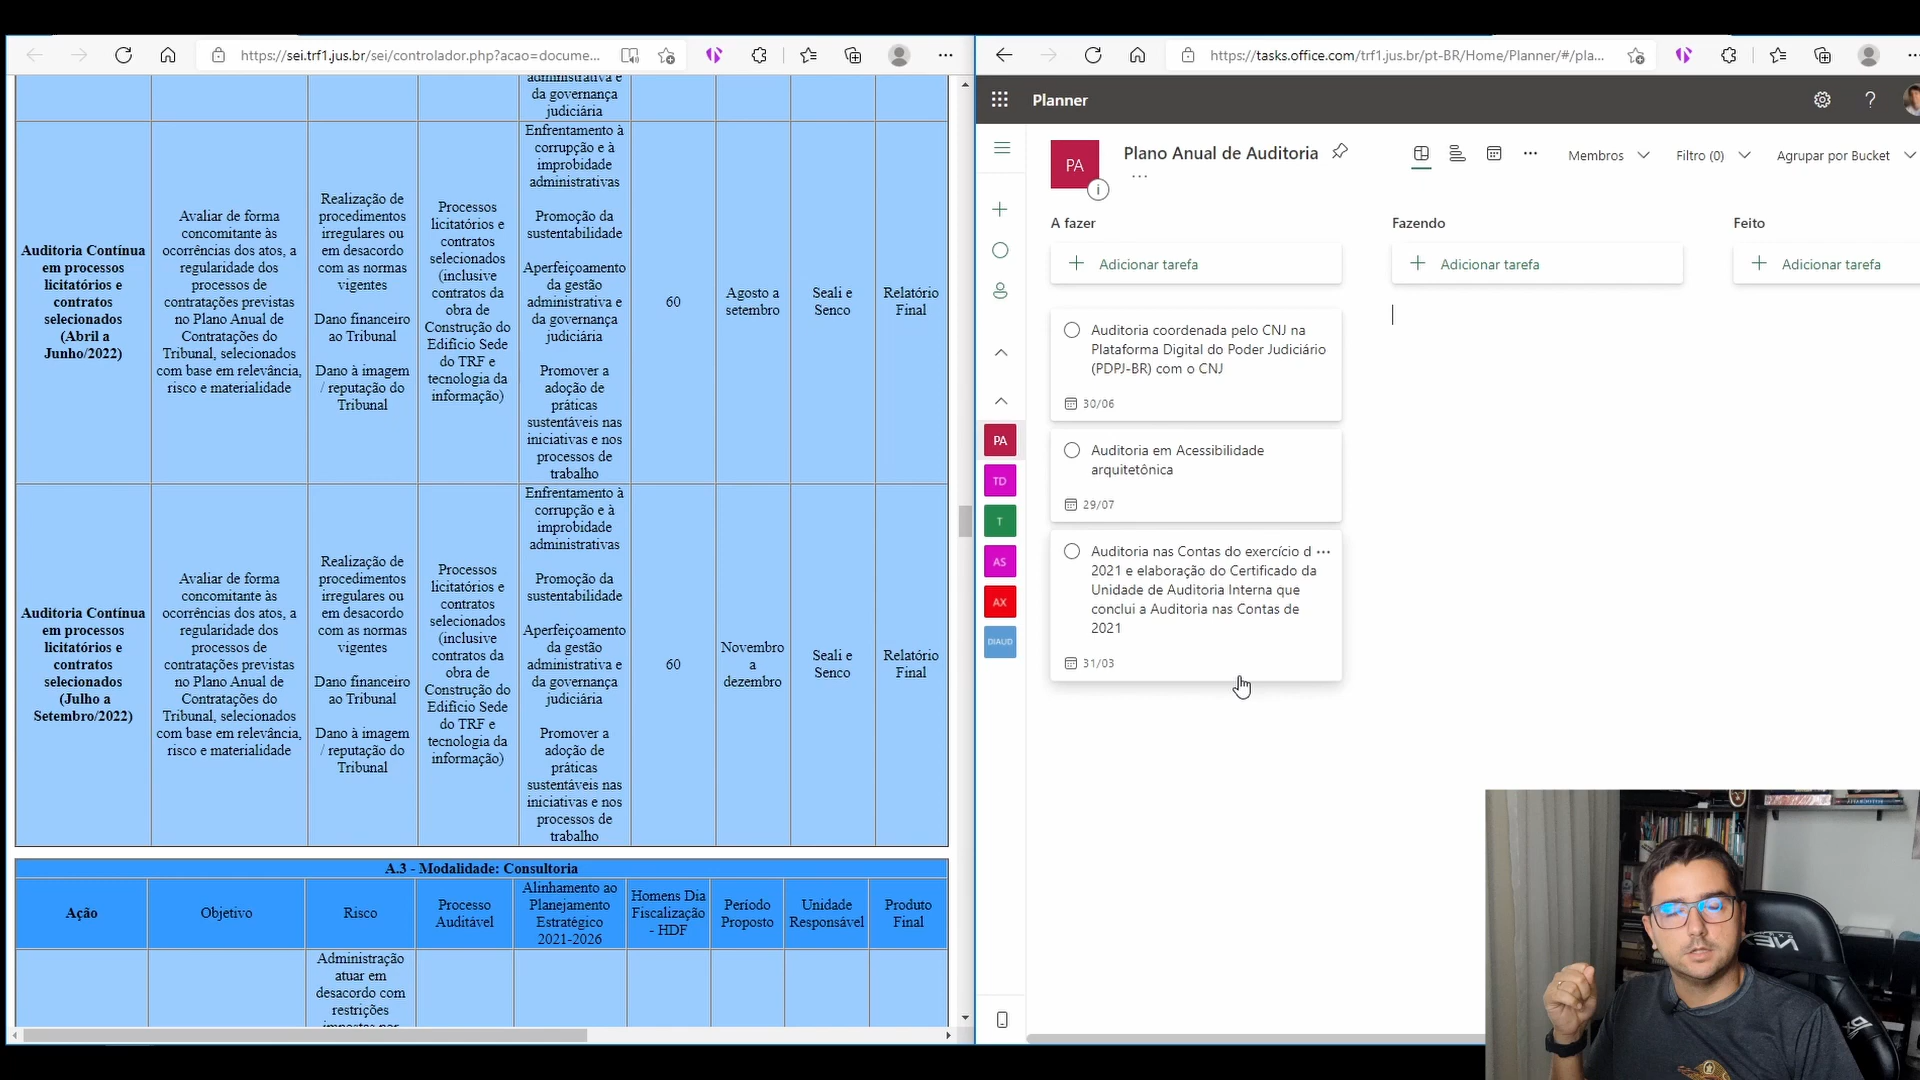 https://sei.trf1.jus.br/sei/controlador.php?acao=docume...
administrativa e
da governança
judiciária
Auditoria Contínua
em processos
licitatórios e
contratos
selecionados
(Abril a
Junho/2022)
Avaliar de forma
concomitante às
ocorrências dos atos, a
regularidade dos
processos de
contratações previstas
no Plano Anual de
Contratações do
Tribunal, selecionados
com base em relevância,
risco e materialidade
Realização de
procedimentos
irregulares ou
em desacordo
com as normas
vigentes
Dano financeiro
ao Tribunal
Dano à imagem
/ reputação do
Tribunal
Processos
licitatórios e
contratos
selecionados
(inclusive
contratos da
obra de
Construção do
Edifício Sede
do TRF e
tecnologia da
informação)
Enfrentamento à
corrupção e à
improbidade
administrativas
Promoção da
sustentabilidade
Aperfeiçoamento
da gestão
administrativa e
da governança
judiciária
Promover a
adoção de
práticas
sustentáveis nas
iniciativas e nos
processos de
trabalho
60
Agosto a
setembro
Seali e
Senco
Relatório
Final
Auditoria Contínua
em processos
licitatórios e
contratos
selecionados
(Julho a
Setembro/2022)
Avaliar de forma
concomitante às
ocorrências dos atos, a
regularidade dos
processos de
contratações previstas
no Plano Anual de
Contratações do
Tribunal, selecionados
com base em relevância,
risco e materialidade
Realização de
procedimentos
irregulares ou
em desacordo
com as normas
vigentes
Dano financeiro
ao Tribunal
Dano à imagem
/ reputação do
Tribunal
Processos
licitatórios e
contratos
selecionados
(inclusive
contratos da
obra de
Construção do
Edifício Sede
do TRF e
tecnologia da
informação)
Enfrentamento à
corrupção e à
improbidade
administrativas
Promoção da
sustentabilidade
Aperfeiçoamento
da gestão
administrativa e
da governança
judiciária
Promover a
adoção de
práticas
sustentáveis nas
iniciativas e nos
processos de
trabalho
60
Novembro
a
dezembro
Seali e
Senco
Relatório
Final
A.3 - Modalidade: Consultoria
Ação
Objetivo
Risco
Processo
Auditável
Alinhamento ao
Planejamento
Estratégico
2021-2026
Homens Dia
Fiscalização
- HDF
Período
Proposto
Unidade
Responsável
Produto
Final
Administração
atuar em
desacordo com
restrições
https://tasks.office.com/trf1.jus.br/pt-BR/Home/Planner/#/pla...
Planner
PA
Plano Anual de Auditoria
Membros
Filtro (0)
Agrupar por Bucket
A fazer
Adicionar tarefa
Auditoria coordenada pelo CNJ na
Plataforma Digital do Poder Judiciário
(PDPJ-BR) com o CNJ
30/06
Auditoria em Acessibilidade
arquitetônica
29/07
Auditoria nas Contas do exercício d
2021 e elaboração do Certificado da
Unidade de Auditoria Interna que
conclui a Auditoria nas Contas de
2021
31/03
Fazendo
Adicionar tarefa
Feito
Adicionar tarefa
PA
TD
T
AS
AX
DIAUD